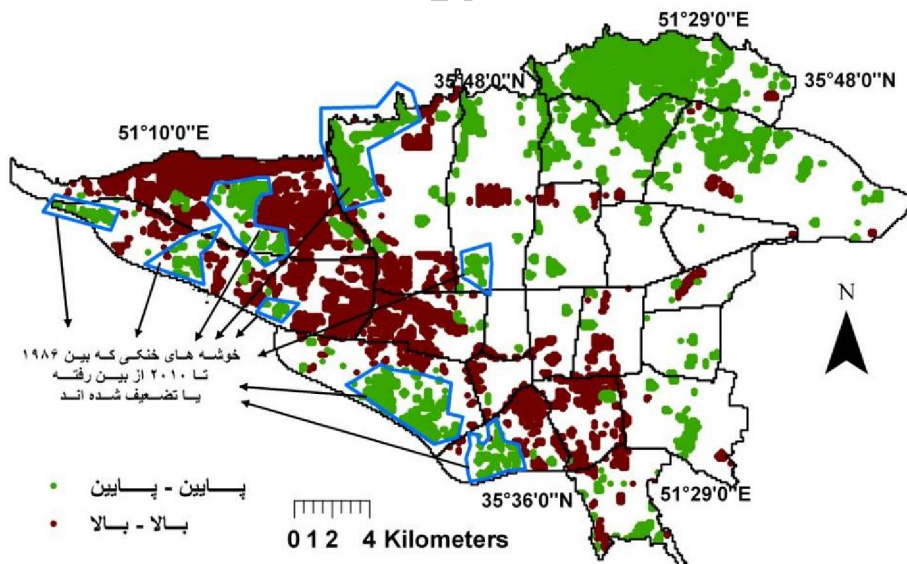 51°29'0"E
35°48'0"N
35°48'0"N
51°10'0"E
N
خوشه های خنکی که بین ۱۹۸۶
تا ۲۰۱۰ از بین رفته
یا تضعیف شده اند
35°36'0"N
51°29'0"E
پایین - پایین
بالا - بالا
0 1 2 4 Kilometers